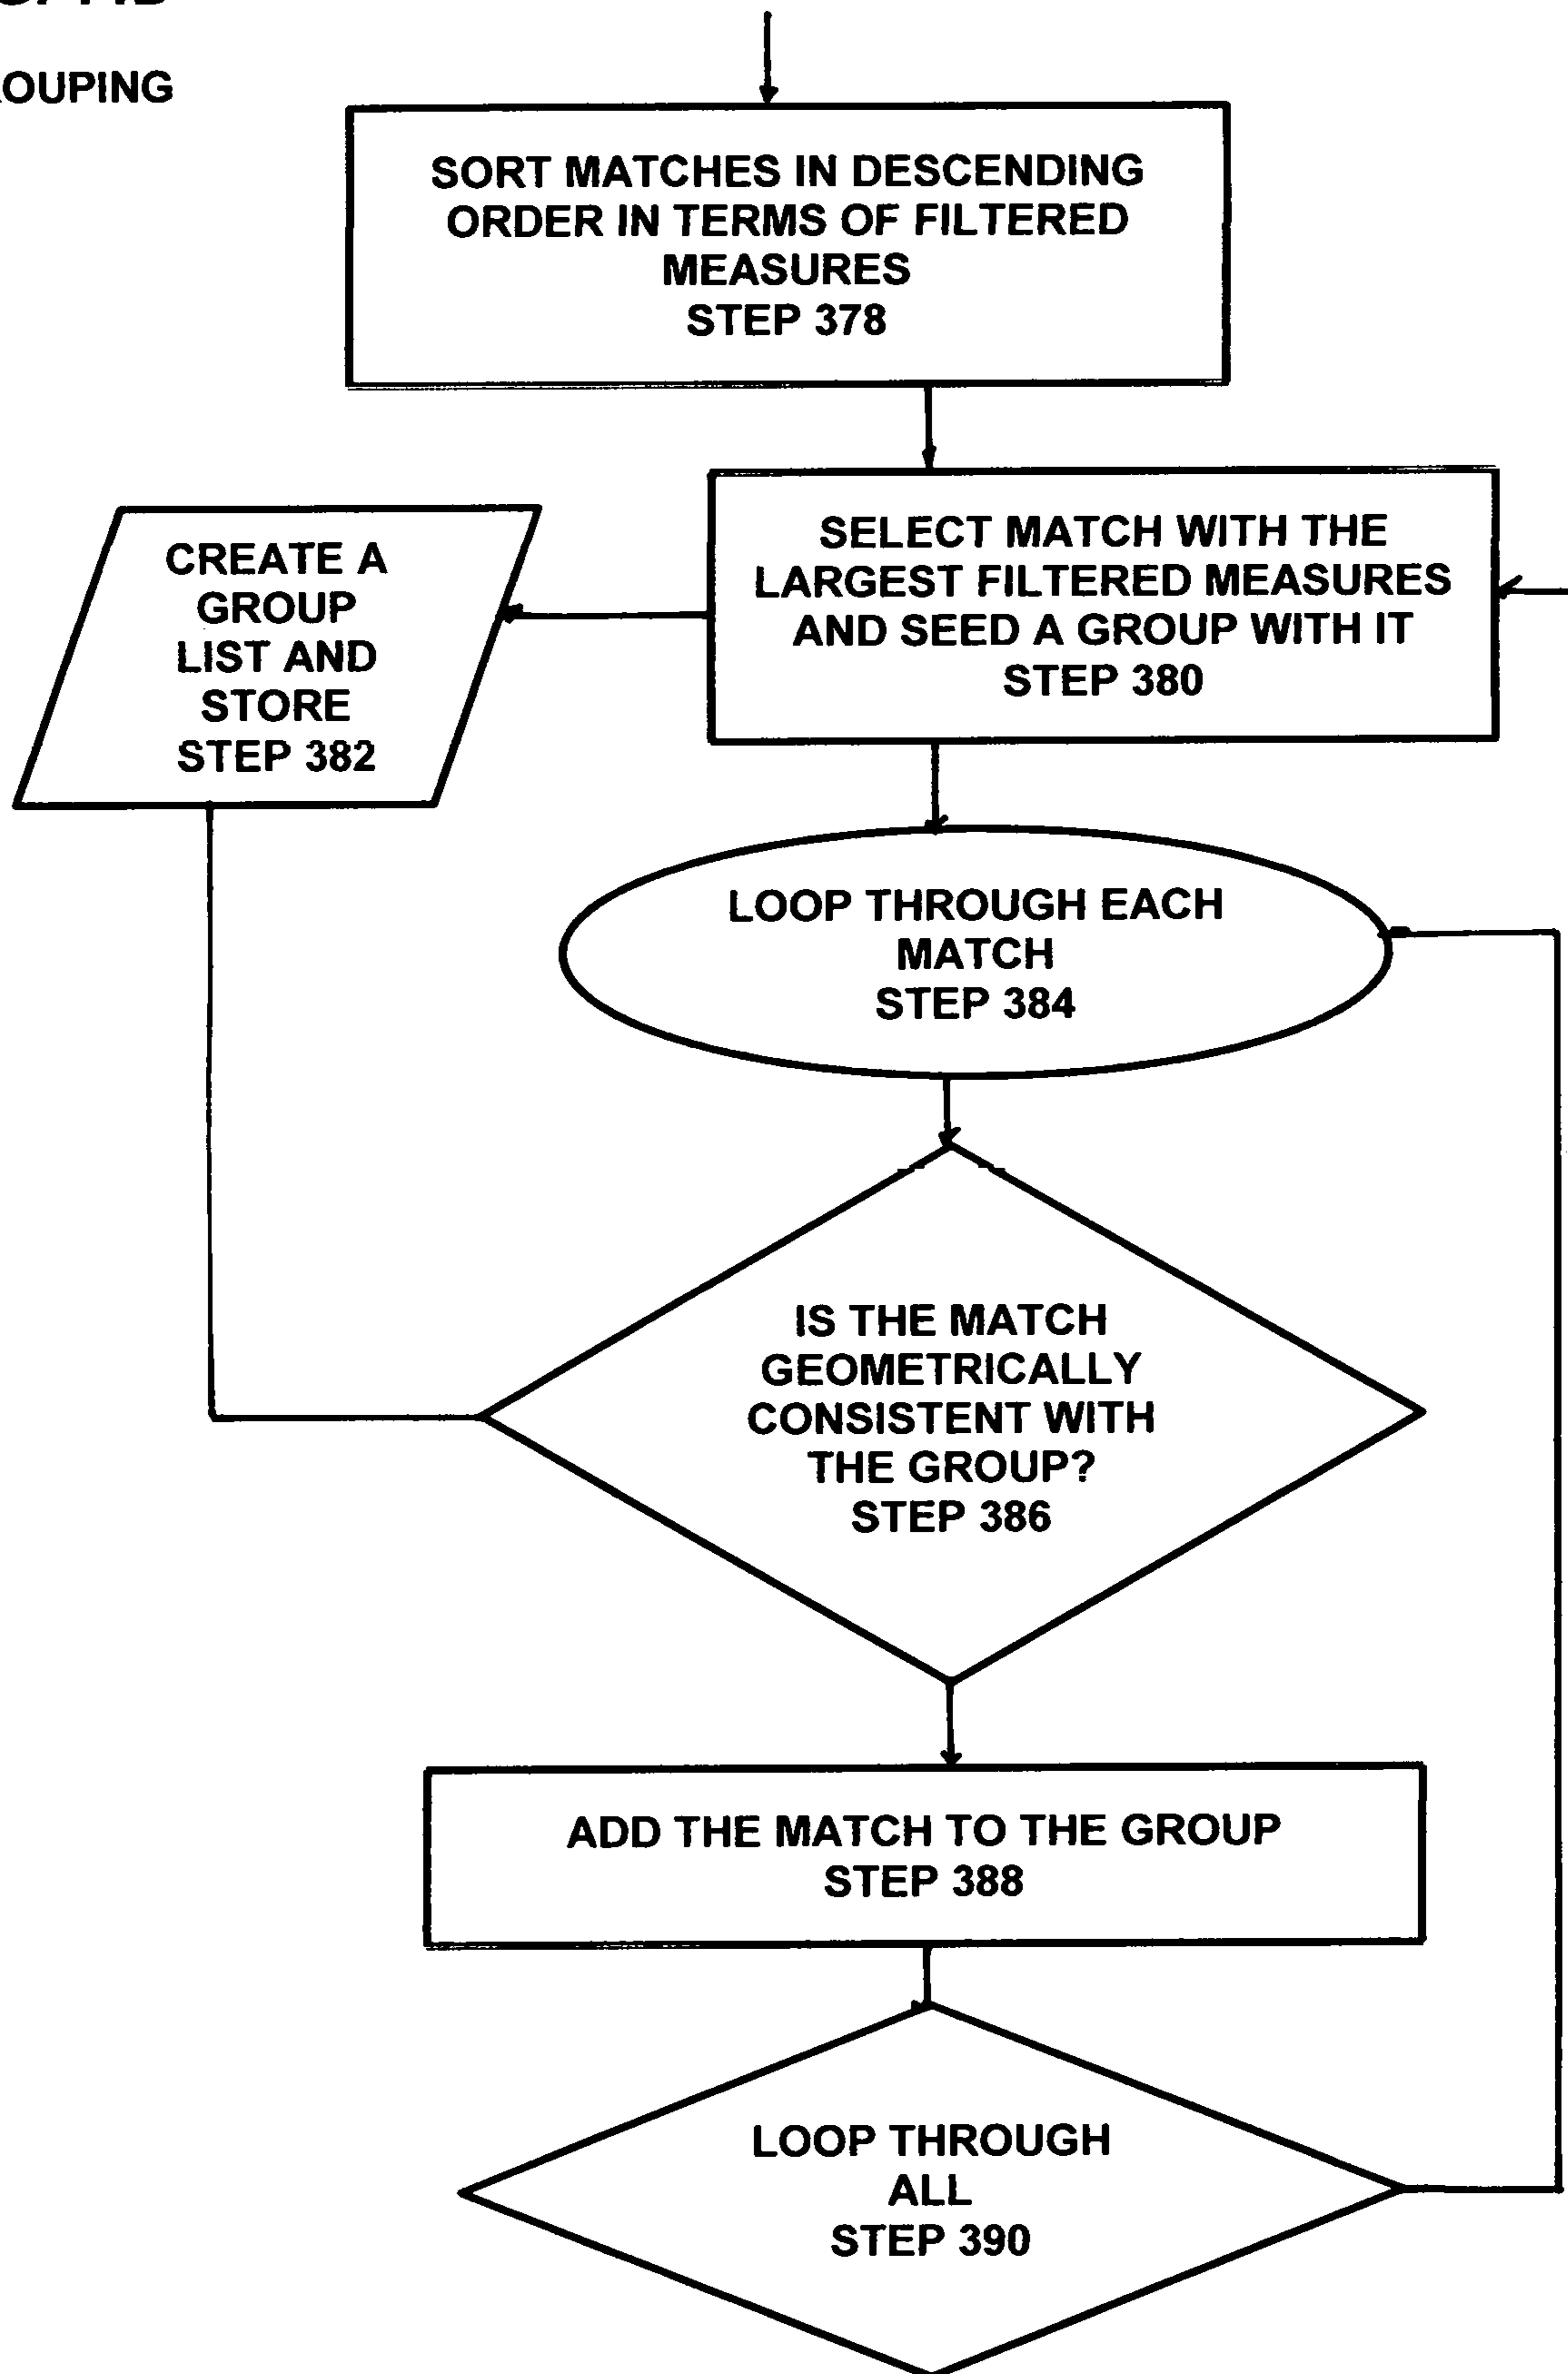 OUPING
SORT MATCHES IN DESCENDING
ORDER IN TERMS OF FILTERED
MEASURES
STEP 378
SELECT MATCH WITH THE
LARGEST FILTERED MEASURES
AND SEED A GROUP WITH IT
STEP 380
CREATE A
GROUP
LIST AND
STORE
STEP 382
LOOP THROUGH EACH
MATCH
STEP 384
IS THE MATCH
GEOMETRICALLY
CONSISTENT WITH
THE GROUP?
STEP 386
ADD THE MATCH TO THE GROUP
STEP 388
LOOP THROUGH
ALL
STEP 390